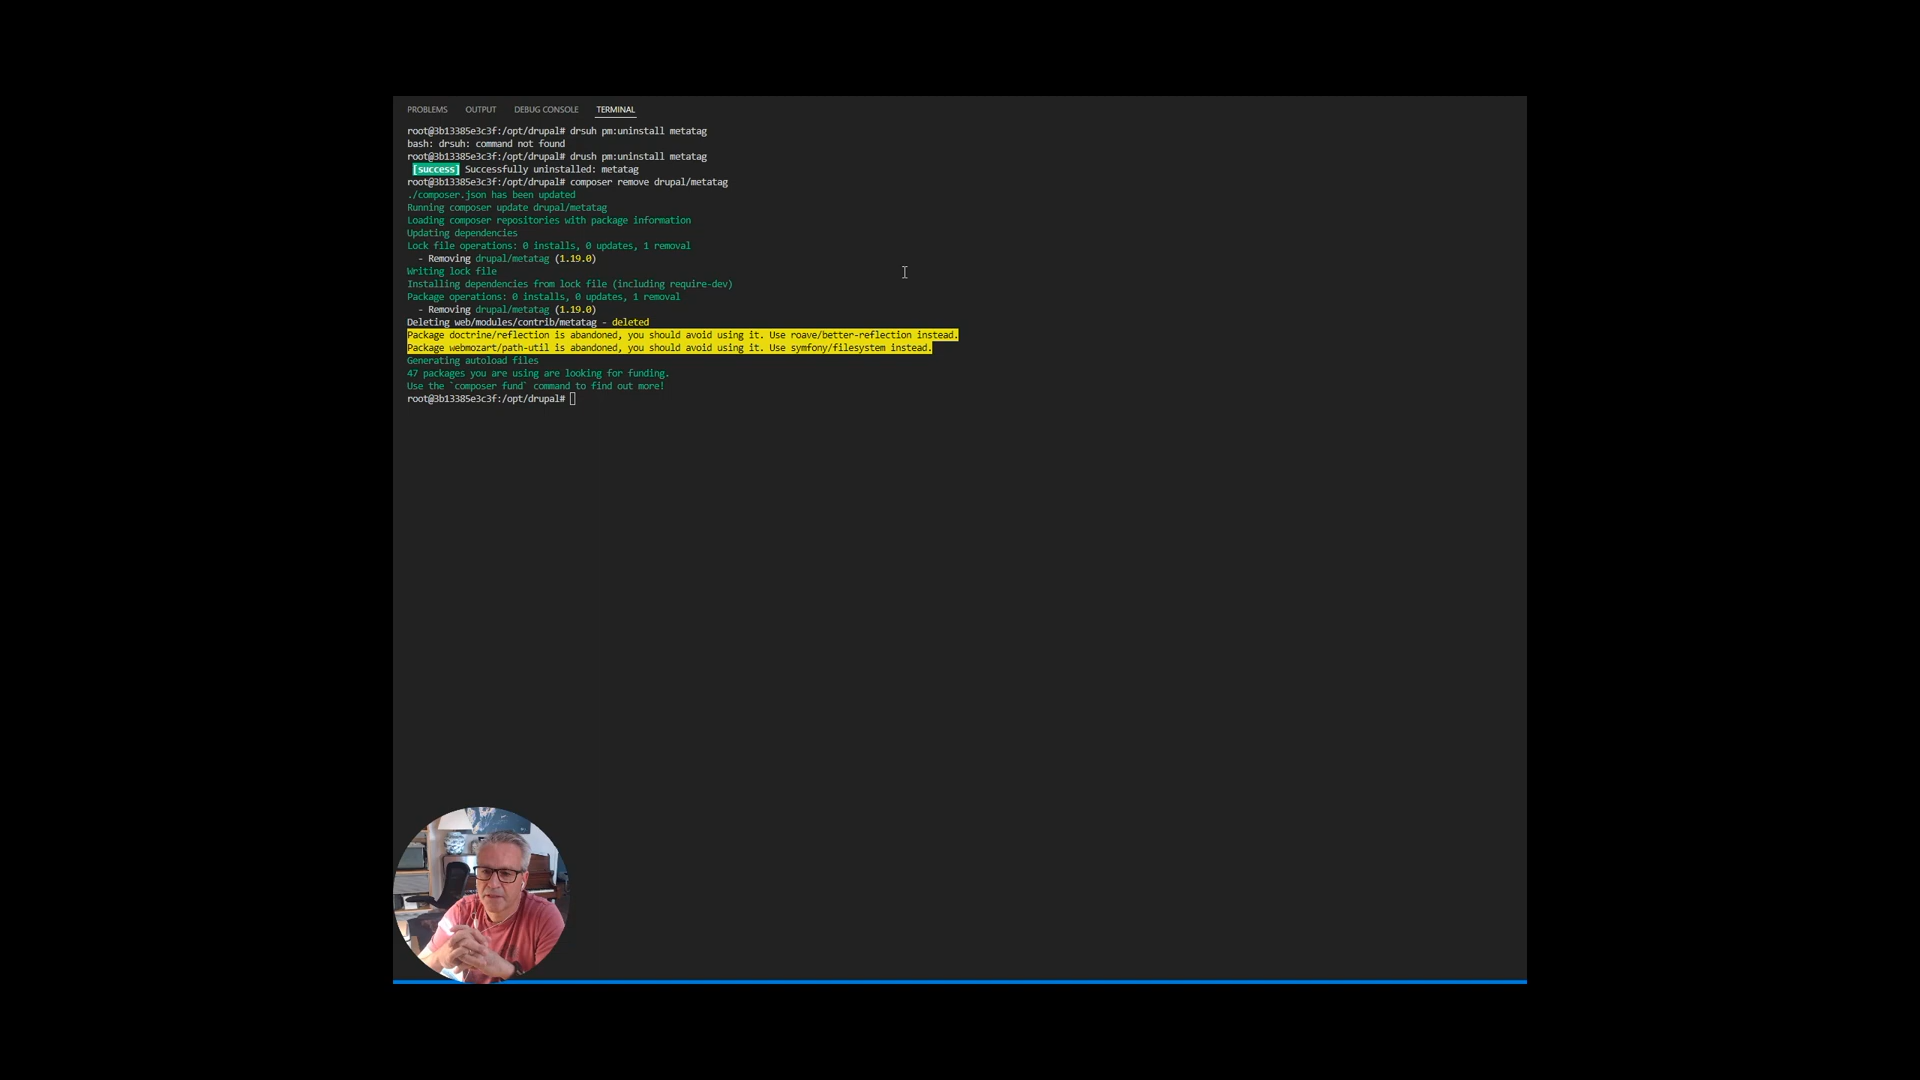 PROBLEMS OUTPUT DEBUG CONSOLE TERMINAL
root@3b13385e3c3f:/opt/drupal# drsuh pm:uninstall metatag
bash: drsuh: command not found
root@3b13385e3c3f:/opt/drupal# drush pm:uninstall metatag
[success] Successfully uninstalled: metatag
root@3b13385e3c3f:/opt/drupal# composer remove drupal/metatag
./composer.json has been updated
Running composer update drupal/metatag
Loading composer repositories with package information
Updating dependencies
Lock file operations: 0 installs, 0 updates, 1 removal
- Removing drupal/metatag (1.19.0)
Writing lock file
Installing dependencies from lock file (including require-dev)
Package operations: 0 installs, 0 updates, 1 removal
- Removing drupal/metatag (1.19.0)
Deleting web/modules/contrib/metatag - deleted
Package doctrine/reflection is abandoned, you should avoid using it. Use roave/better-reflection instead.
Package webmozart/path-util is abandoned, you should avoid using it. Use symfony/filesystem instead.
Generating autoload files
47 packages you are using are looking for funding.
Use the `composer fund` command to find out more!
root@3b13385e3c3f:/opt/drupal#